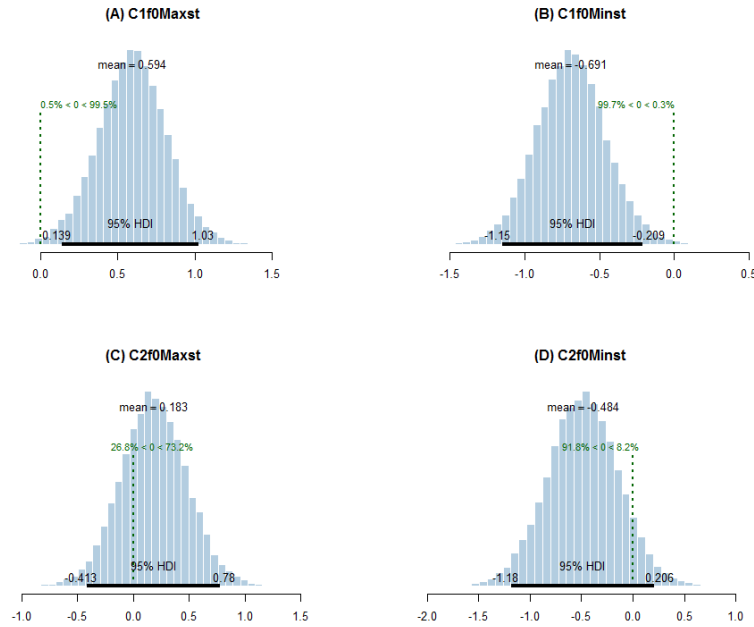 (A) C1f0Maxst
mean = 0.594
0.5% < 0 < 99.5%
95% HDI
0.139 1.03
0.0 0.5 1.0 1.5
(B) C1f0Minst
mean = -0.691
99.7% < 0 < 0.3%
95% HDI
-1.15 -0.209
-1.5 -1.0 -0.5 0.0 0.5
(C) C2f0Maxst
mean = 0.183
26.8% < 0 < 73.2%
95% HDI
-0.413 0.78
-1.0 -0.5 0.0 0.5 1.0 1.5
(D) C2f0Minst
mean = -0.484
91.8% < 0 < 8.2%
95% HDI
-1.18 0.206
-2.0 -1.5 -1.0 -0.5 0.0 0.5 1.0